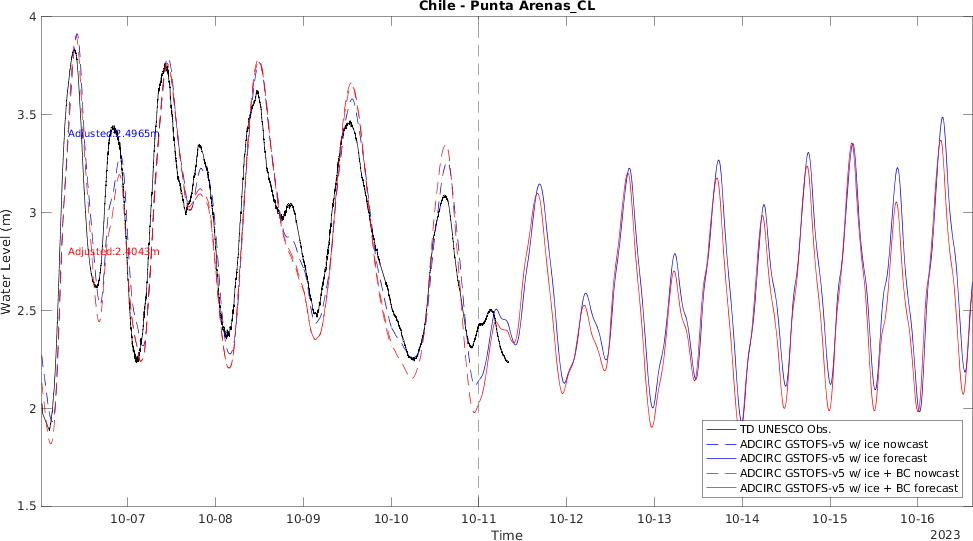 Chile - Punta Arenas_CL
4
3.5
3
2.5
2
1.5
Water Level (m)
Adjusted:2.4965m
Adjusted:2.4043m
TD UNESCO Obs.
ADCIRC GSTOFS-v5 w/ ice nowcast
ADCIRC GSTOFS-v5 w/ ice forecast
ADCIRC GSTOFS-v5 w/ ice + BC nowcast
ADCIRC GSTOFS-v5 w/ ice + BC forecast
10-07 10-08 10-09 10-10 10-11 10-12 10-13 10-14 10-15 10-16
Time
2023